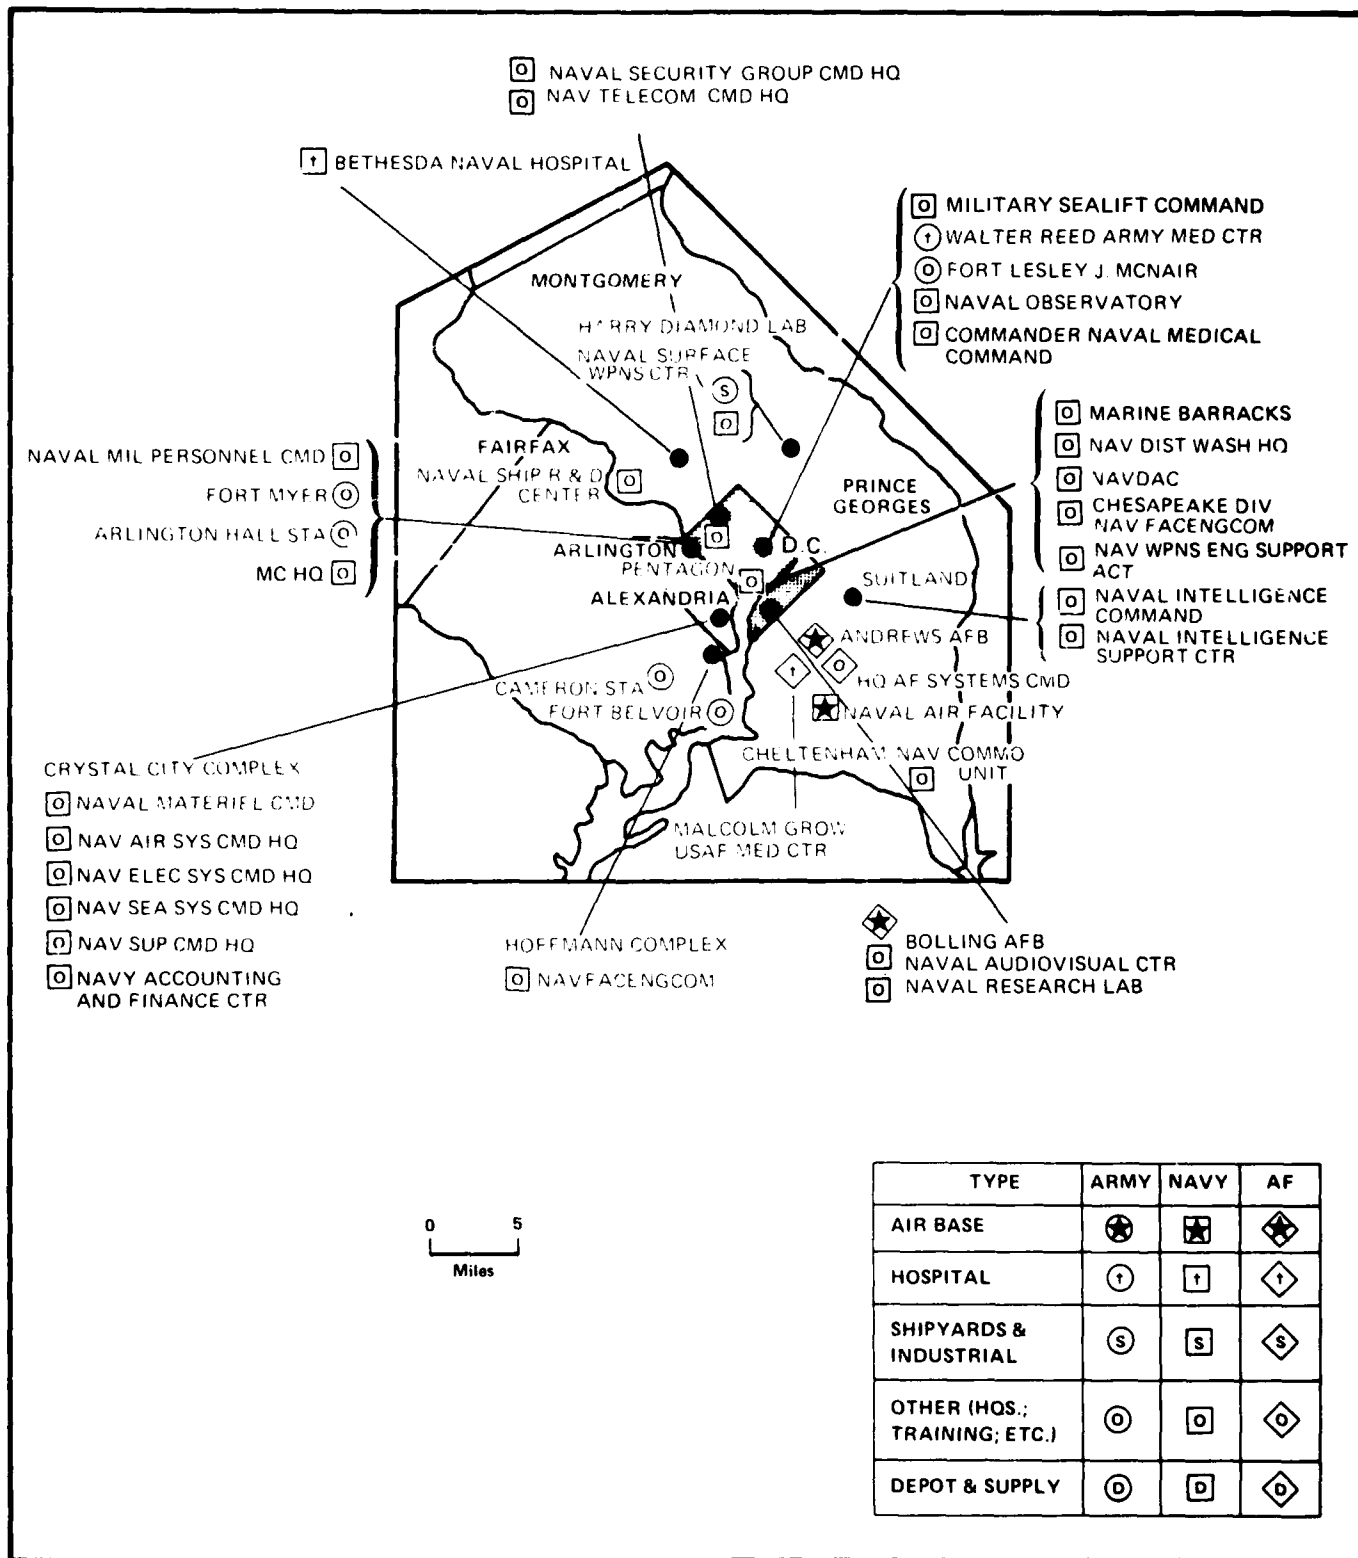 NAVAL SECURITY GROUP CMD HQ
NAV TELECOM CMD HQ
BETHESDA NAVAL HOSPITAL
MILITARY SEALIFT COMMAND
WALTER REED ARMY MED CTR
FORT LESLEY J. MCNAIR
NAVAL OBSERVATORY
COMMANDER NAVAL MEDICAL
COMMAND
MONTGOMERY
HARRY DIAMOND LAB
NAVAL SURFACE
WPNS CTR
S
O
MARINE BARRACKS
NAV DIST WASH HQ
NAVDAC
CHESAPEAKE DIV
NAV FACENGCOM
NAV WPNS ENG SUPPORT
ACT
NAVAL INTELLIGENCE
COMMAND
NAVAL INTELLIGENCE
SUPPORT CTR
NAVAL MIL PERSONNEL CMD
FORT MYER
ARLINGTON HALL STA
MC HQ
FAIRFAX
NAVAL SHIP R & D
CENTER
PRINCE
GEORGES
ARLINGTON
D.C.
PENTAGON
ALEXANDRIA
SUITLAND
ANDREWS AFB
HQ AF SYSTEMS CMD
CAMERON STA
FORT BELVOIR
NAVAL AIR FACILITY
CHELTENHAM NAV COMMO
UNIT
MALCOLM GROW
USAF MED CTR
CRYSTAL CITY COMPLEX
NAVAL MATERIEL CMD
NAV AIR SYS CMD HQ
NAV ELEC SYS CMD HQ
NAV SEA SYS CMD HQ
NAV SUP CMD HQ
NAVY ACCOUNTING
AND FINANCE CTR
HOFFMANN COMPLEX
NAVFACENGCOM
BOLLING AFB
NAVAL AUDIOVISUAL CTR
NAVAL RESEARCH LAB
0 5
Miles
TYPE ARMY NAVY AF
AIR BASE
HOSPITAL
SHIPYARDS &
INDUSTRIAL S S S
OTHER (HQS.;
TRAINING; ETC.) O O O
DEPOT & SUPPLY D D D